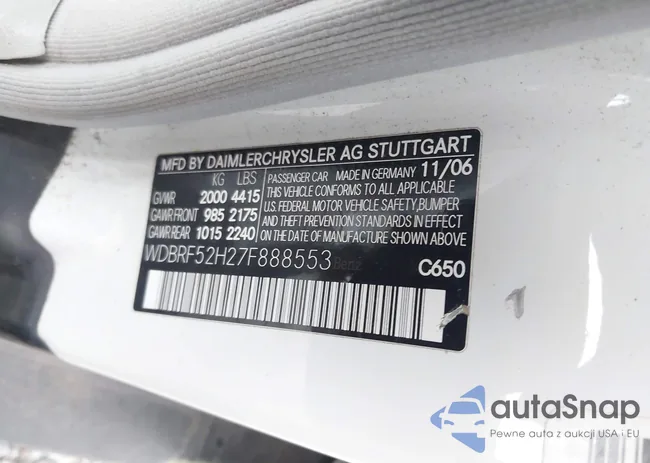 MFD BY DAIMLERCHRYSLER AG STUTTGART
KG LBS
GVWR 2000 4415
GAWR FRONT 985 2175
GAWR REAR 1015 2240
PASSENGER CAR MADE IN GERMANY 11/06
THIS VEHICLE CONFORMS TO ALL APPLICABLE
U.S. FEDERAL MOTOR VEHICLE SAFETY,BUMPER
AND THEFT PREVENTION STANDARDS IN EFFECT
ON THE DATE OF MANUFACTURE SHOWN ABOVE
WDBRF52H27F888553
Benz
C650
autaSnap
Pewne auta z aukcji USA i EU